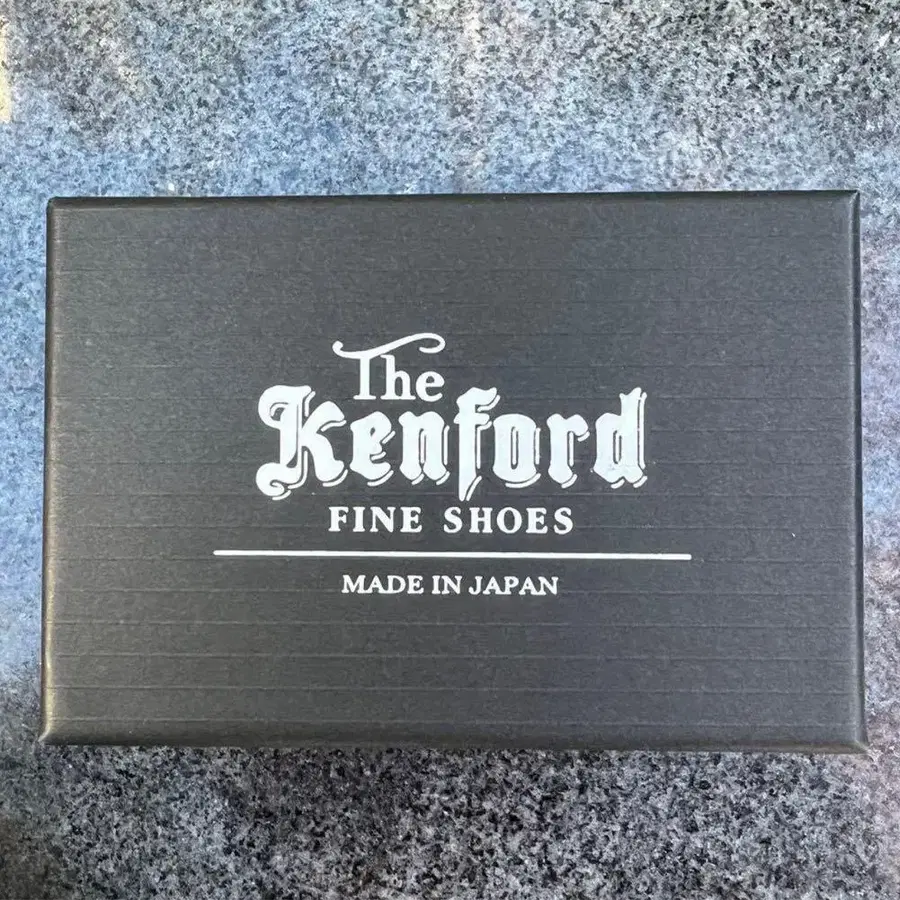 The
Kenford
FINE SHOES
MADE IN JAPAN